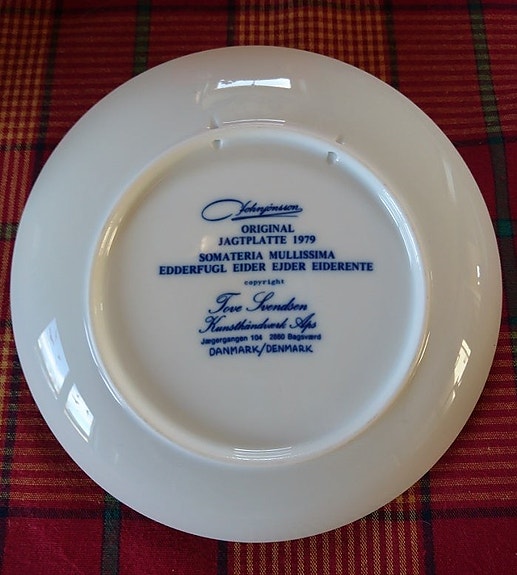 Johnjönsson
ORIGINAL
JAGTPLATTE 1979
SOMATERIA MULLISSIMA
EDDERFUGL EIDER EJDER EIDERENTE
copyright
Tove Svendsen
Kunsthåndværk Aps
Jægergangen 104 2880 Bagsværd
DANMARK/DENMARK